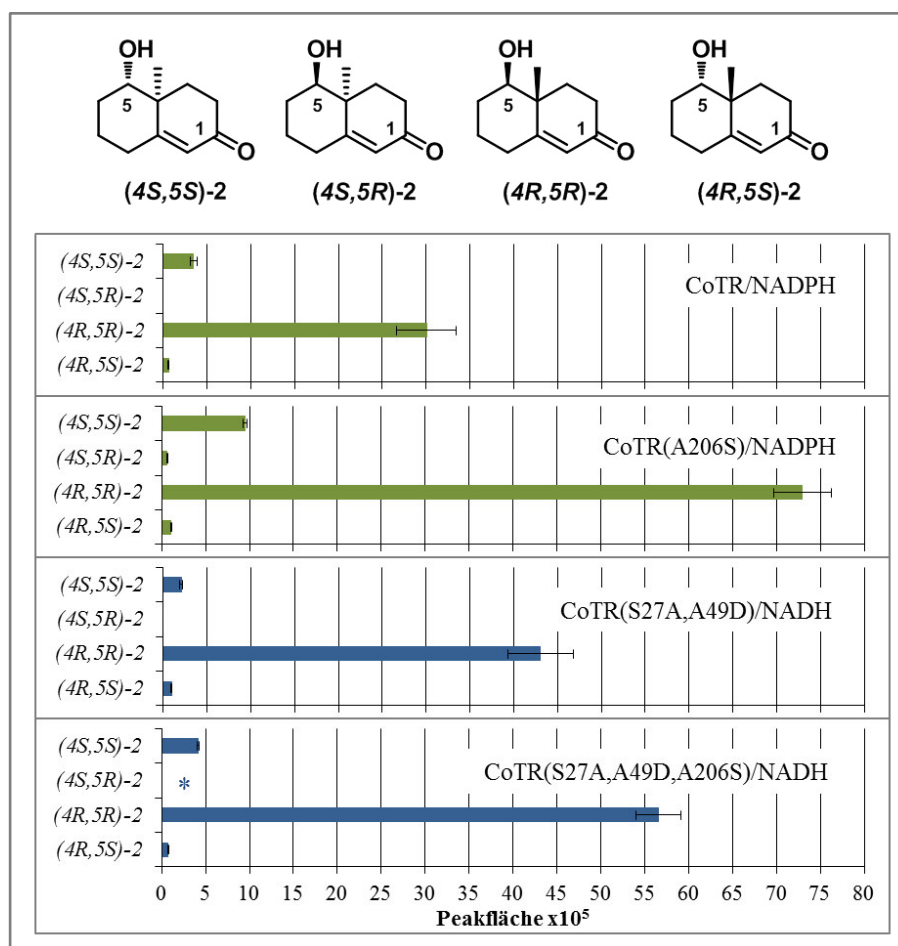 OH OH OH OH
5 1 O 5 1 O 5 1 O 5 1 O
(4S,5S)-2 (4S,5R)-2 (4R,5R)-2 (4R,5S)-2
(4S,5S)-2
CoTR/NADPH
(4S,5R)-2
(4R,5R)-2
(4R,5S)-2
(4S,5S)-2
CoTR(A206S)/NADPH
(4S,5R)-2
(4R,5R)-2
(4R,5S)-2
(4S,5S)-2
CoTR(S27A,A49D)/NADH
(4S,5R)-2
(4R,5R)-2
(4R,5S)-2
(4S,5S)-2
CoTR(S27A,A49D,A206S)/NADH
(4S,5R)-2 *
(4R,5R)-2
(4R,5S)-2
0 5 10 15 20 25 30 35 40 45 50 55 60 65 70 75 80
Peakfläche x10⁵